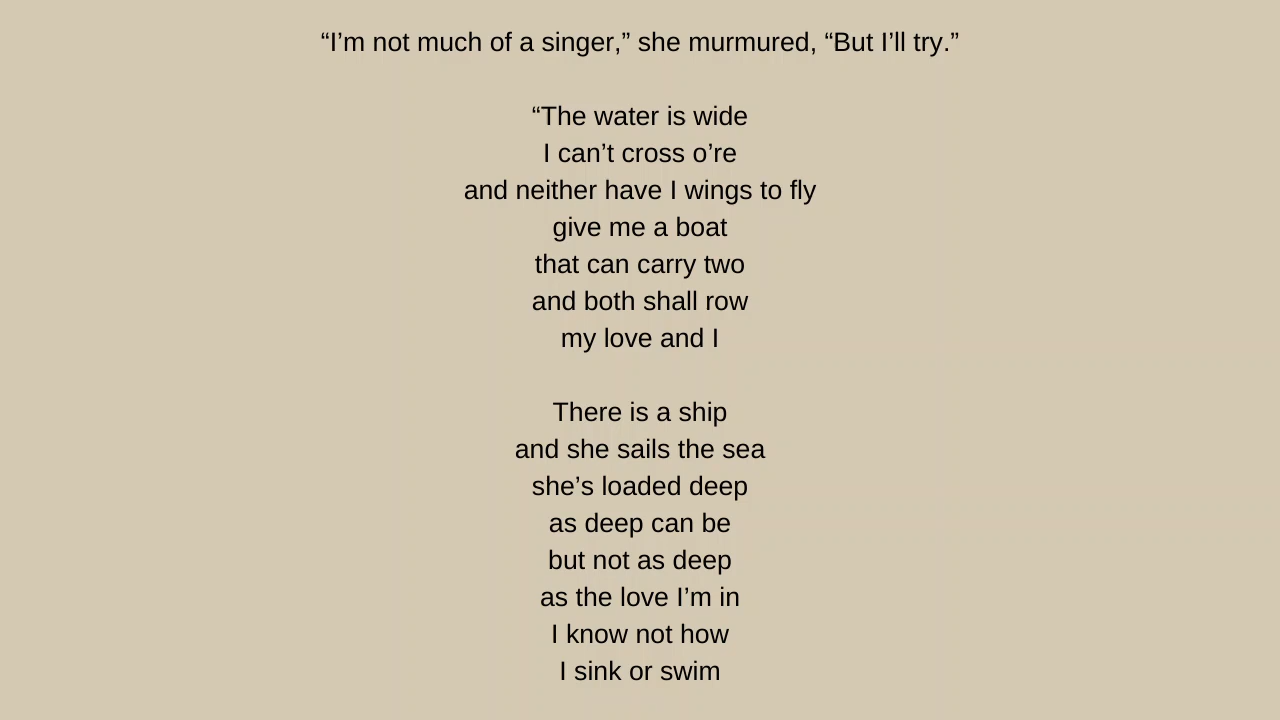 “I’m not much of a singer,” she murmured, “But I’ll try.”
“The water is wide
I can’t cross o’re
and neither have I wings to fly
give me a boat
that can carry two
and both shall row
my love and I
There is a ship
and she sails the sea
she’s loaded deep
as deep can be
but not as deep
as the love I’m in
I know not how
I sink or swim